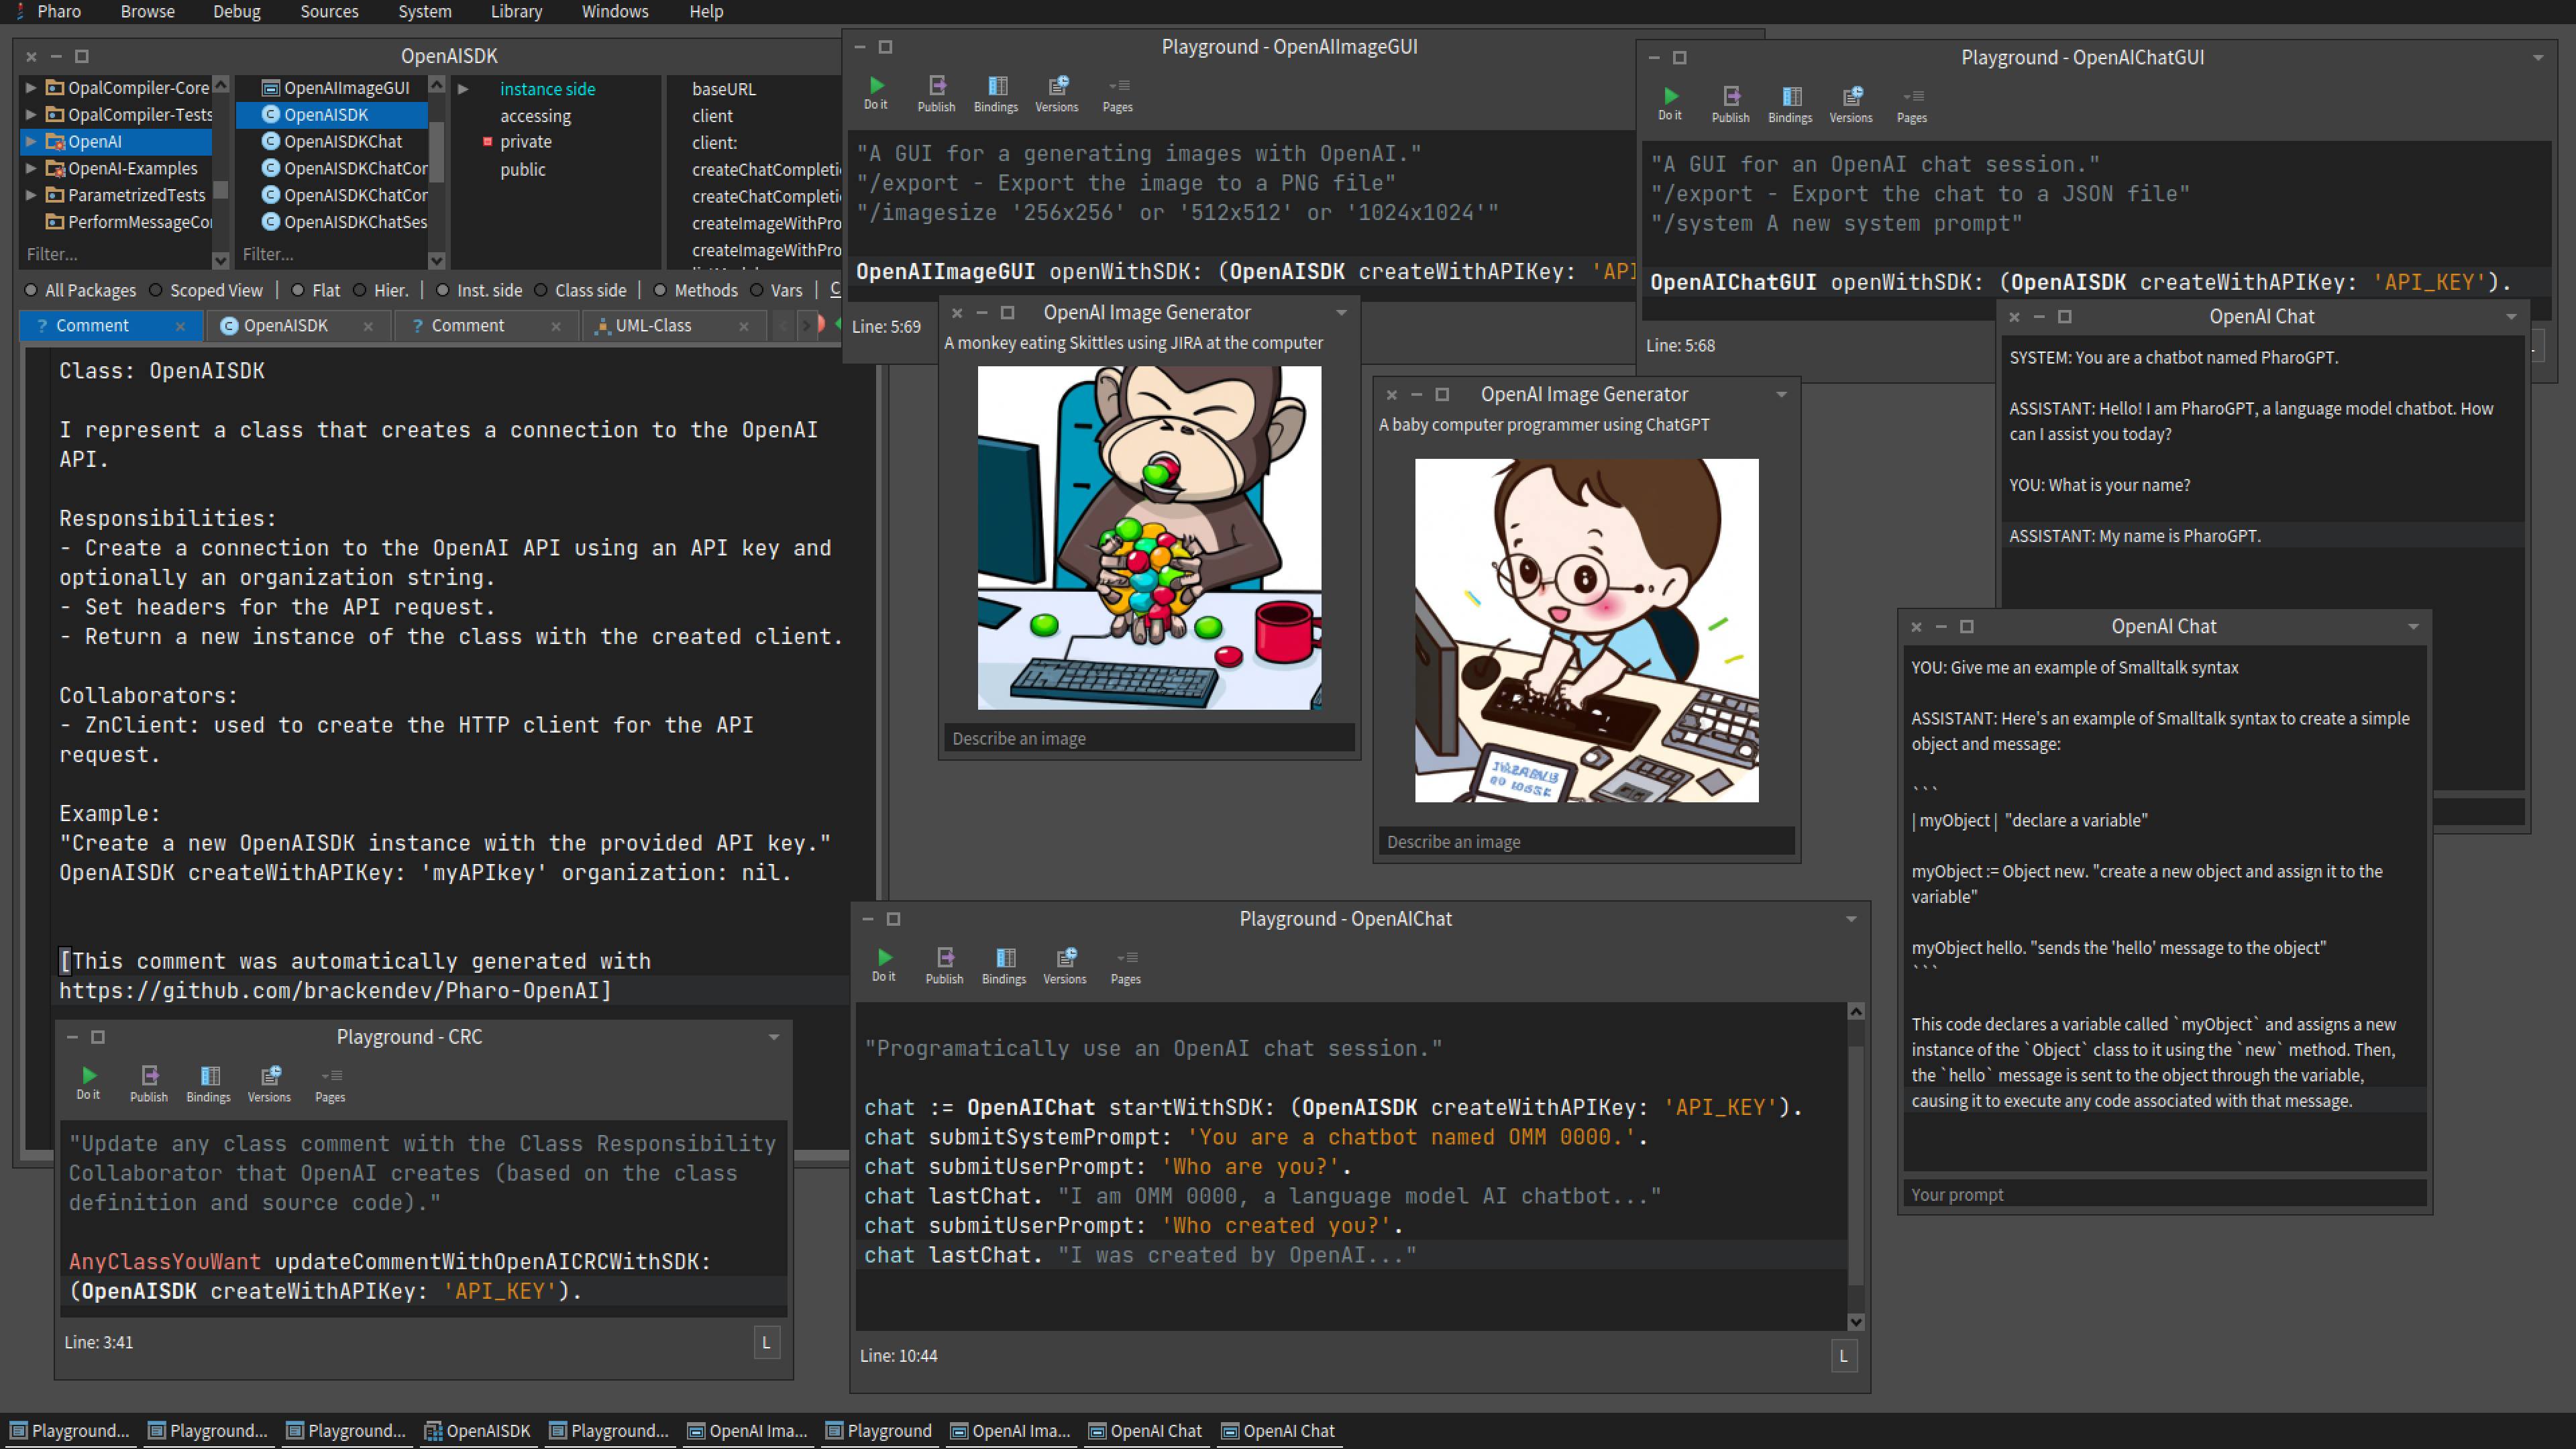 Pharo Browse Debug Sources System Library Windows Help
OpenAISDK
OpalCompiler-Core
OpalCompiler-Tests
OpenAI
OpenAI-Examples
ParametrizedTests
PerformMessageCo
Filter...
OpenAIImageGUI
OpenAISDK
OpenAISDKChat
OpenAISDKChatCor
OpenAISDKChatCor
OpenAISDKChatSes
Filter...
instance side
accessing
private
public
baseURL
client
client:
createChatCompleti
createChatCompleti
createImageWithPro
createImageWithPro
All Packages Scoped View | Flat Hier. | Inst. side Class side | Methods Vars | C
? Comment OpenAISDK ? Comment UML-Class
Class: OpenAISDK
I represent a class that creates a connection to the OpenAI
API.
Responsibilities:
- Create a connection to the OpenAI API using an API key and
optionally an organization string.
- Set headers for the API request.
- Return a new instance of the class with the created client.
Collaborators:
- ZnClient: used to create the HTTP client for the API
request.
Example:
"Create a new OpenAISDK instance with the provided API key."
OpenAISDK createWithAPIKey: 'myAPIkey' organization: nil.
[This comment was automatically generated with
https://github.com/brackendev/Pharo-OpenAI]
Playground - CRC
Do it Publish Bindings Versions Pages
"Update any class comment with the Class Responsibility
Collaborator that OpenAI creates (based on the class
definition and source code)."
AnyClassYouWant updateCommentWithOpenAICRCWithSDK:
(OpenAISDK createWithAPIKey: 'API_KEY').
Line: 3:41
L
Playground - OpenAIImageGUI
Do it Publish Bindings Versions Pages
"A GUI for a generating images with OpenAI."
"/export - Export the image to a PNG file"
"/imagesize '256x256' or '512x512' or '1024x1024'"
OpenAIImageGUI openWithSDK: (OpenAISDK createWithAPIKey: 'API
Line: 5:69
OpenAI Image Generator
A monkey eating Skittles using JIRA at the computer
Describe an image
OpenAI Image Generator
A baby computer programmer using ChatGPT
Describe an image
Playground - OpenAIChatGUI
Do it Publish Bindings Versions Pages
"A GUI for an OpenAI chat session."
"/export - Export the chat to a JSON file"
"/system A new system prompt"
OpenAIChatGUI openWithSDK: (OpenAISDK createWithAPIKey: 'API_KEY').
Line: 5:68
OpenAI Chat
SYSTEM: You are a chatbot named PharoGPT.
ASSISTANT: Hello! I am PharoGPT, a language model chatbot. How
can I assist you today?
YOU: What is your name?
ASSISTANT: My name is PharoGPT.
OpenAI Chat
YOU: Give me an example of Smalltalk syntax
ASSISTANT: Here's an example of Smalltalk syntax to create a simple
object and message:
```
| myObject | "declare a variable"
myObject := Object new. "create a new object and assign it to the
variable"
myObject hello. "sends the 'hello' message to the object"
```
This code declares a variable called `myObject` and assigns a new
instance of the `Object` class to it using the `new` method. Then,
the `hello` message is sent to the object through the variable,
causing it to execute any code associated with that message.
Your prompt
Playground - OpenAIChat
Do it Publish Bindings Versions Pages
"Programatically use an OpenAI chat session."
chat := OpenAIChat startWithSDK: (OpenAISDK createWithAPIKey: 'API_KEY').
chat submitSystemPrompt: 'You are a chatbot named OMM 0000.'.
chat submitUserPrompt: 'Who are you?'.
chat lastChat. "I am OMM 0000, a language model AI chatbot..."
chat submitUserPrompt: 'Who created you?'.
chat lastChat. "I was created by OpenAI..."
Line: 10:44
L
Playground... Playground... Playground... OpenAISDK Playground... OpenAI Ima... Playground OpenAI Ima... OpenAI Chat OpenAI Chat